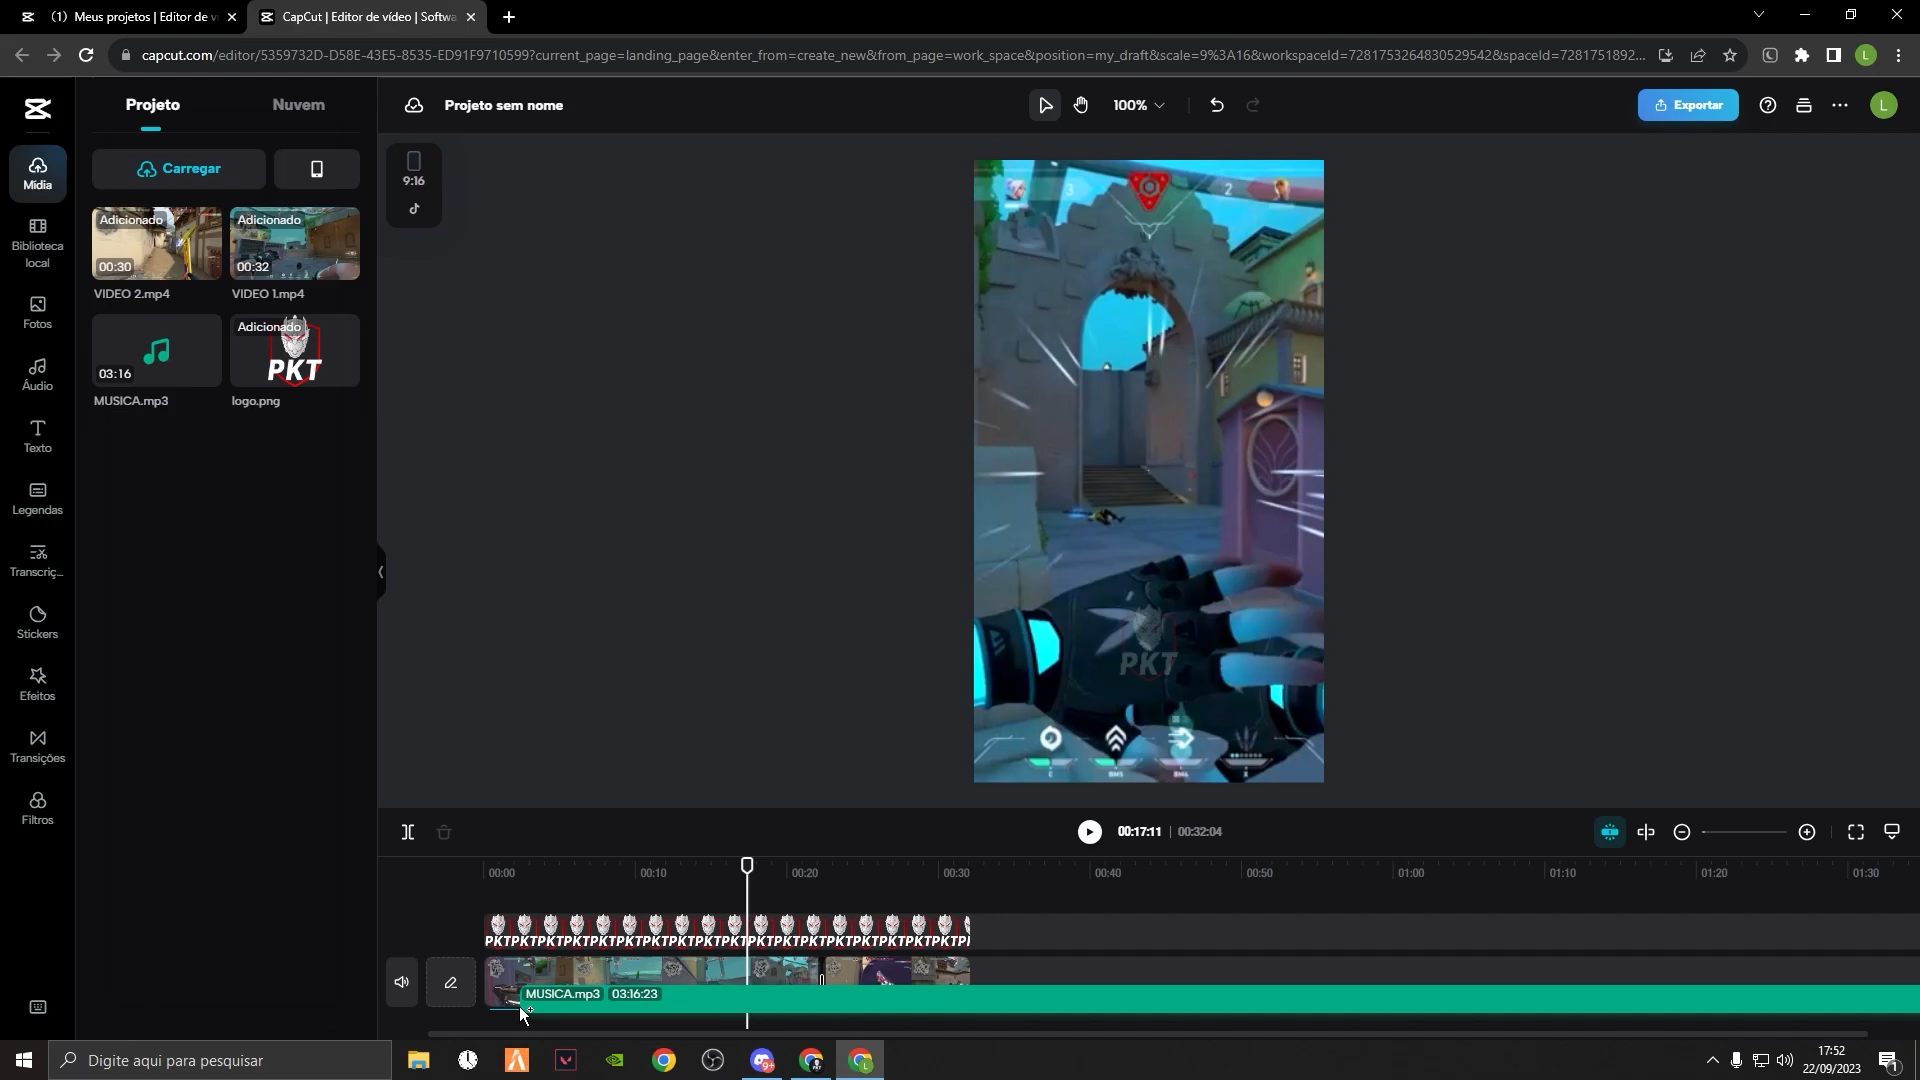 (1) Meus projetos | Editor de v
CapCut | Editor de vídeo | Softwa
capcut.com/editor/5359732D-D58E-43E5-8535-ED91F9710599?current_page=landing_page&enter_from=create_new&from_page=work_space&position=my_draft&scale=9%3A16&workspaceId=7281753264830529542&spaceId=7281751892...
L
Projeto
Nuvem
Projeto sem nome
100%
Exportar
L
Mídia
Carregar
9:16
Adicionado
00:30
VIDEO 2.mp4
Adicionado
00:32
VIDEO 1.mp4
03:16
MUSICA.mp3
Adicionado
PKT
logo.png
Biblioteca
local
Fotos
Áudio
Texto
Legendas
Transcriç...
Stickers
Efeitos
Transições
Filtros
3
2
PKT
C
X
00:17:11 | 00:32:04
00:00
00:10
00:20
00:30
00:40
00:50
01:00
01:10
01:20
01:30
PKTPKTPKTPKTPKTPKTPKTPKTPKTPKTPKTPKTPKTPKTPKTPKTPKTPKTP
MUSICA.mp3 03:16:23
Digite aqui para pesquisar
9+
L
17:52
22/09/2023
1